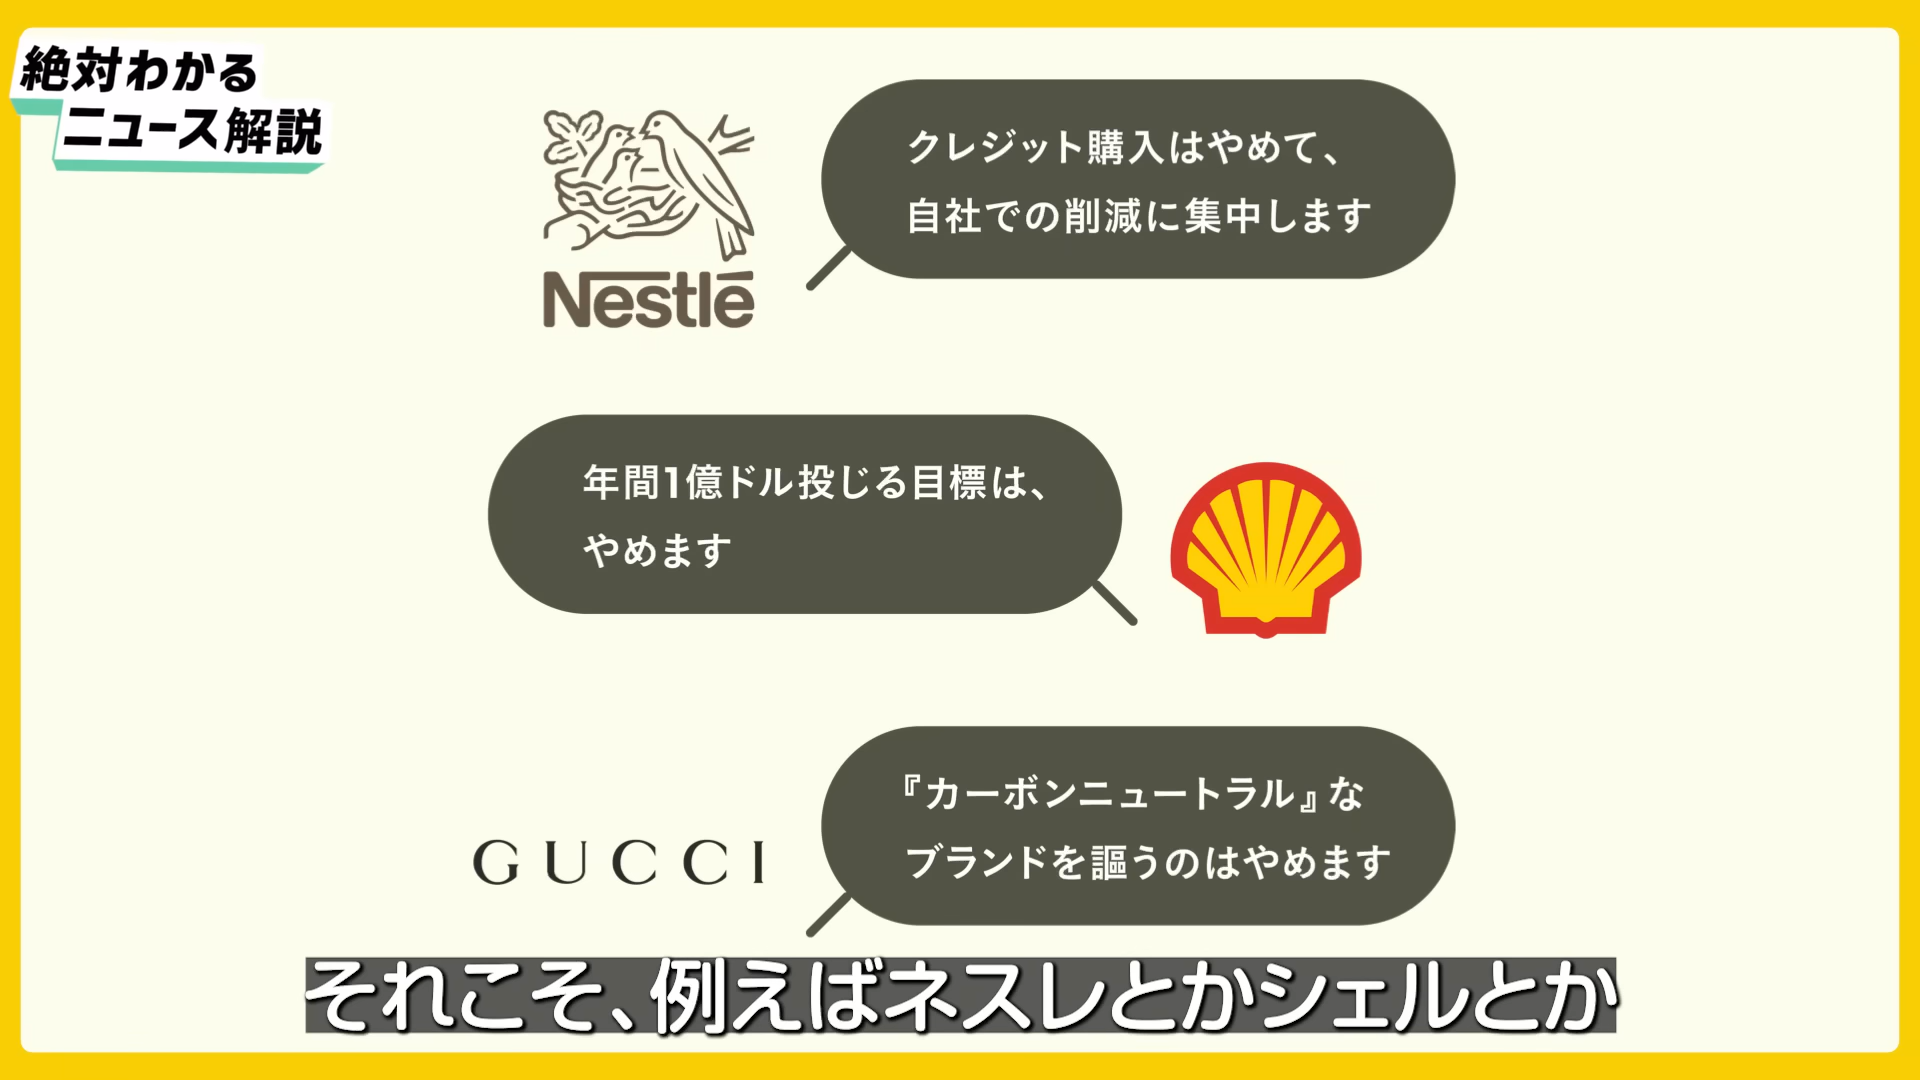 絶対わかる
ニュース解説
クレジット購入はやめて、
自社での削減に集中します
Nestlé
年間1億ドル投じる目標は、
やめます
『カーボンニュートラル』な
ブランドを謳うのはやめます
GUCCI
それこそ、例えばネスレとかシェルとか